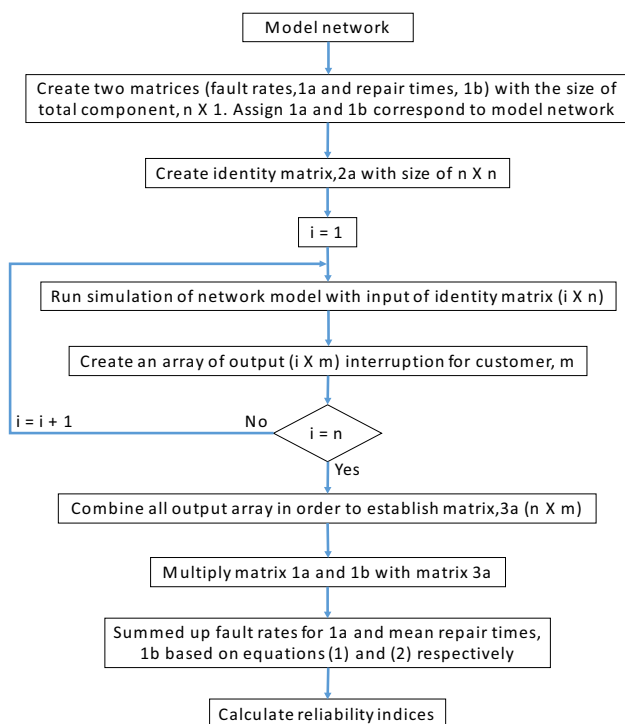 Model network
Create two matrices (fault rates,1a and repair times, 1b) with the size of
total component, n X 1. Assign 1a and 1b correspond to model network
Create identity matrix,2a with size of n X n
i = 1
Run simulation of network model with input of identity matrix (i X n)
Create an array of output (i X m) interruption for customer, m
i = i + 1
No
i = n
Yes
Combine all output array in order to establish matrix,3a (n X m)
Multiply matrix 1a and 1b with matrix 3a
Summed up fault rates for 1a and mean repair times,
1b based on equations (1) and (2) respectively
Calculate reliability indices